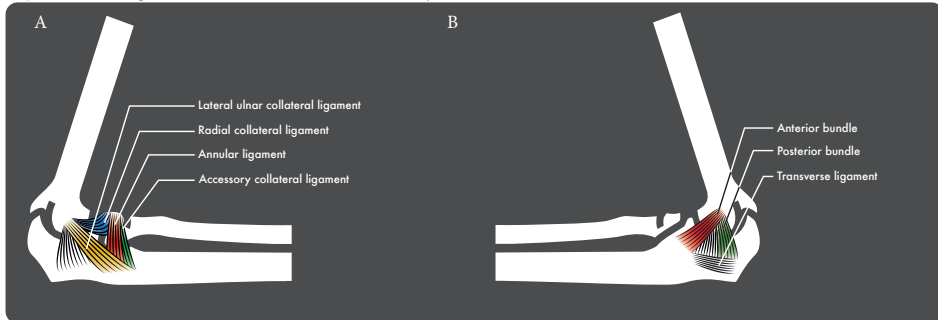 A
Lateral ulnar collateral ligament
Radial collateral ligament
Annular ligament
Accessory collateral ligament
B
Anterior bundle
Posterior bundle
Transverse ligament